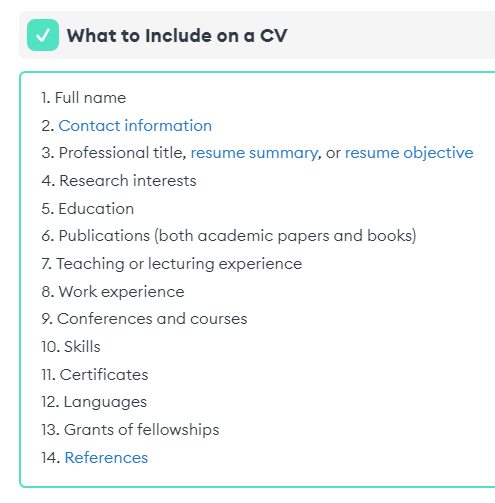 What to Include on a CV
1. Full name
2. Contact information
3. Professional title, resume summary, or resume objective
4. Research interests
5. Education
6. Publications (both academic papers and books)
7. Teaching or lecturing experience
8. Work experience
9. Conferences and courses
10. Skills
11. Certificates
12. Languages
13. Grants of fellowships
14. References